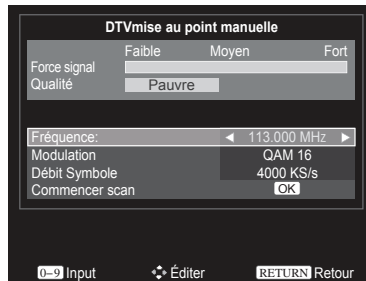 DTVmise au point manuelle
Faible Moyen Fort
Force signal
Qualité Pauvre
Fréquence: ◄ 113.000 MHz ►
Modulation QAM 16
Débit Symbole 4000 KS/s
Commencer scan OK
0–9 Input Éditer RETURN Retour